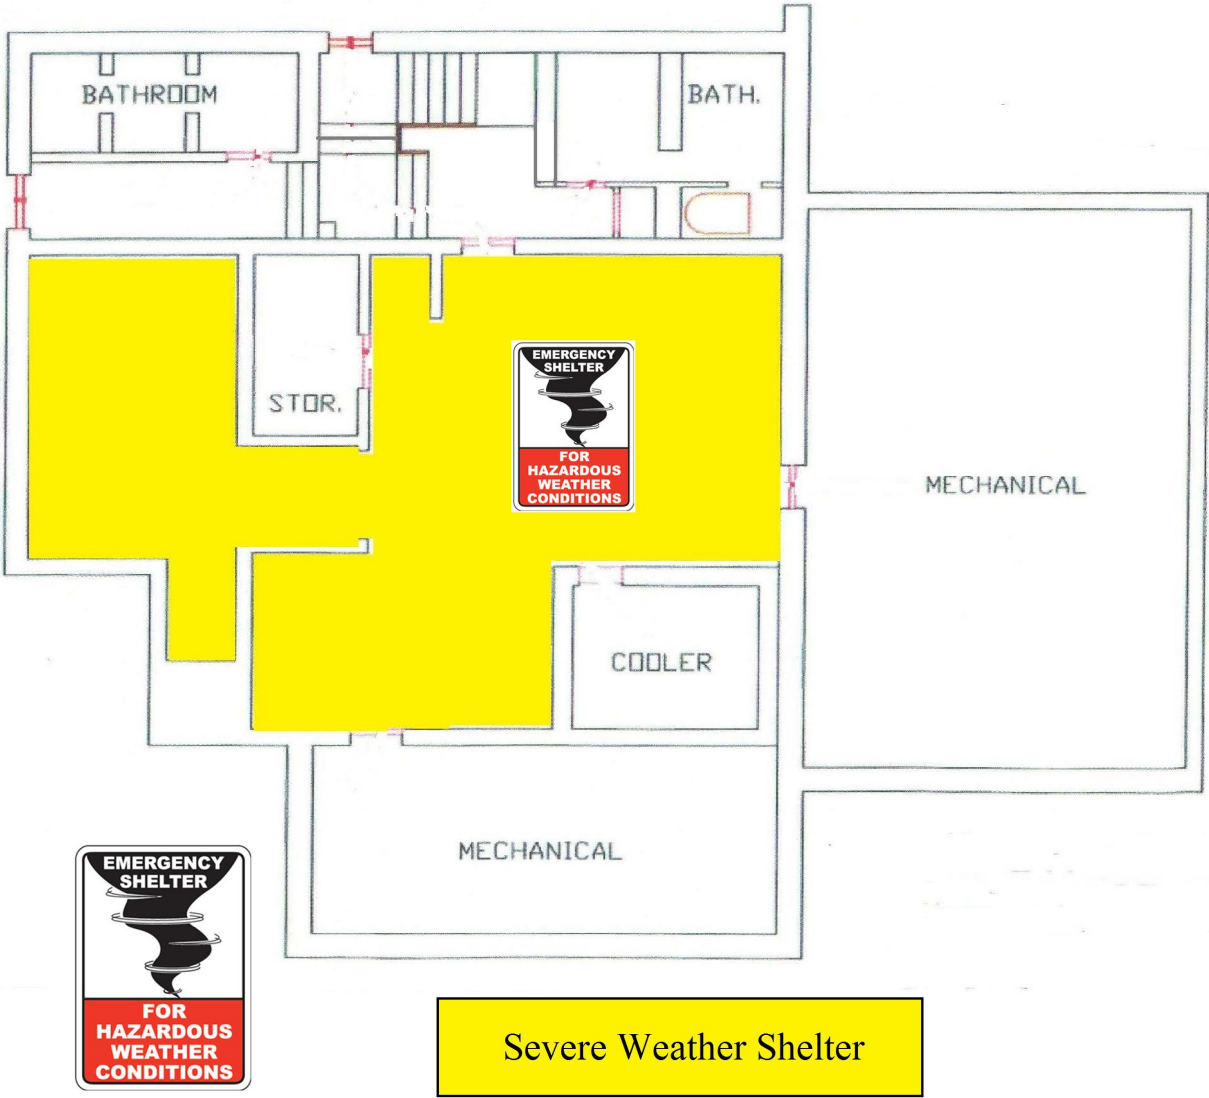 BATHROOM
BATH.
EMERGENCY
SHELTER
STOR.
FOR
HAZARDOUS
WEATHER
CONDITIONS
MECHANICAL
COOLER
MECHANICAL
EMERGENCY
SHELTER
FOR
HAZARDOUS
WEATHER
CONDITIONS
Severe Weather Shelter